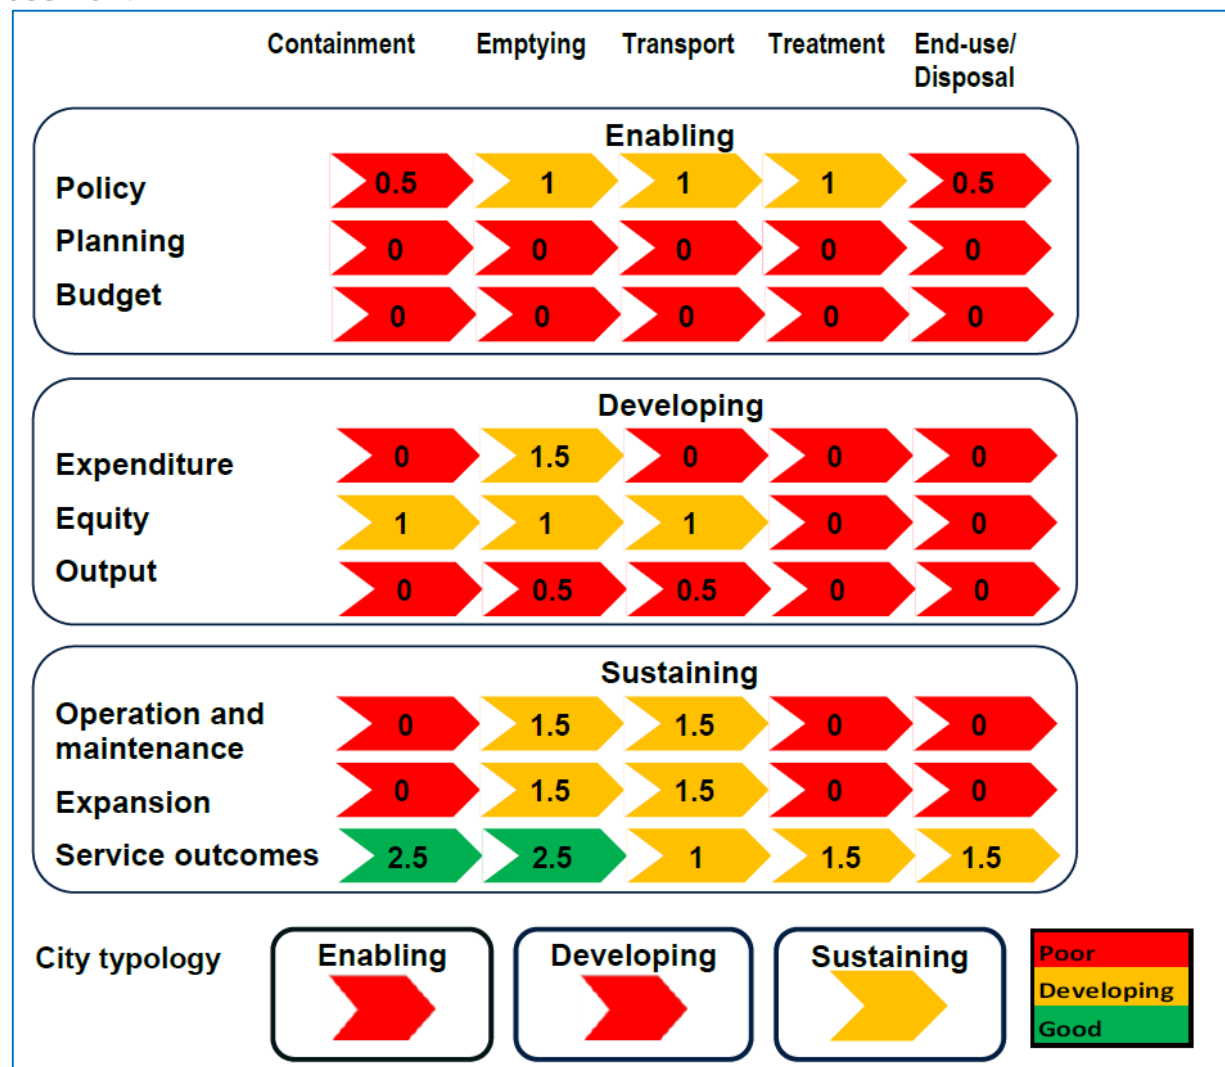 Containment Emptying Transport Treatment End-use/
Disposal
Enabling
Policy 0.5 1 1 1 0.5
Planning 0 0 0 0 0
Budget 0 0 0 0 0
Developing
Expenditure 0 1.5 0 0 0
Equity 1 1 1 0 0
Output 0 0.5 0.5 0 0
Sustaining
Operation and
maintenance 0 1.5 1.5 0 0
Expansion 0 1.5 1.5 0 0
Service outcomes 2.5 2.5 1 1.5 1.5
City typology Enabling Developing Sustaining
Poor
Developing
Good